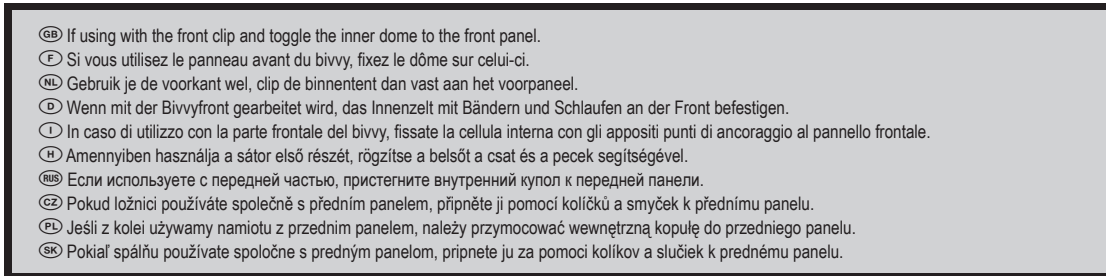 GB If using with the front clip and toggle the inner dome to the front panel.
F Si vous utilisez le panneau avant du bivvy, fixez le dôme sur celui-ci.
NL Gebruik je de voorkant wel, clip de binnentent dan vast aan het voorpaneel.
D Wenn mit der Bivvyfront gearbeitet wird, das Innenzelt mit Bändern und Schlaufen an der Front befestigen.
I In caso di utilizzo con la parte frontale del bivvy, fissate la cellula interna con gli appositi punti di ancoraggio al pannello frontale.
H Amennyiben használja a sátor első részét, rögzítse a belsőt a csat és a pecek segítségével.
RUS Если используете с передней частью, пристегните внутренний купол к передней панели.
CZ Pokud ložnici používáte společně s předním panelem, připněte ji pomocí kolíčků a smyček k přednímu panelu.
PL Jeśli z kolei używamy namiotu z przednim panelem, należy przymocować wewnętrzną kopułę do przedniego panelu.
SK Pokiaľ spálňu používate spoločne s predným panelom, pripnete ju za pomoci kolíkov a slučiek k prednému panelu.